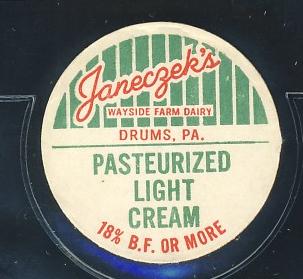 Janeczek's
WAYSIDE FARM DAIRY
DRUMS, PA.
PASTEURIZED
LIGHT
CREAM
18% B.F. OR MORE